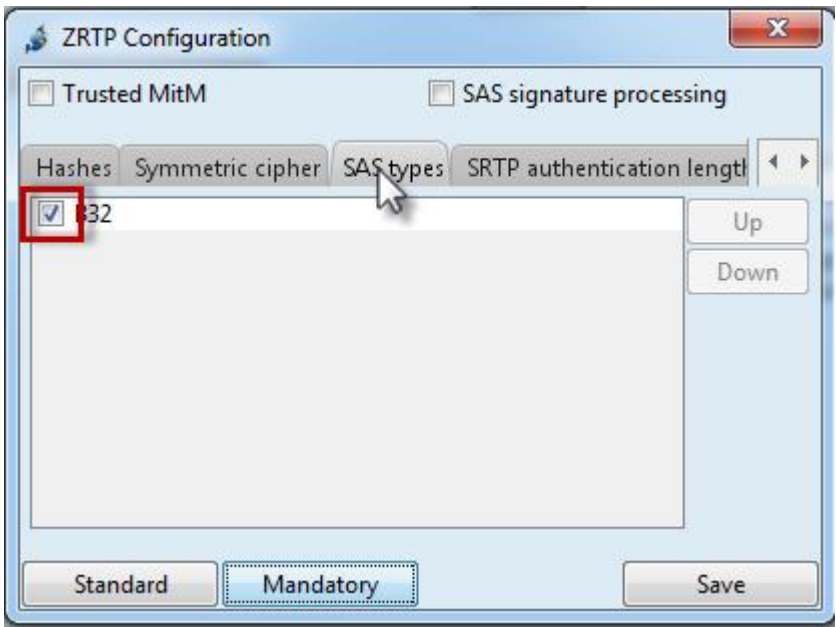 ZRTP Configuration
Trusted MitM SAS signature processing
Hashes Symmetric cipher SAS types SRTP authentication length
B32
Up
Down
Standard Mandatory Save